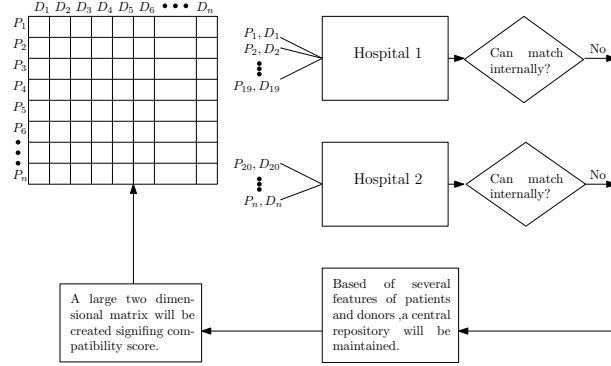 D1 D2 D3 D4 D5 D6 ••• Dn
P1
P2
P3
P4
P5
P6
Pn
P1, D1
P2, D2
P19, D19
Hospital 1
Can match
internally?
No
P20, D20
Pn, Dn
Hospital 2
Can match
internally?
No
A large two dimen-
sional matrix will be
created signifing com-
patibility score.
Based of several
features of patients
and donors ,a central
repository will be
maintained.